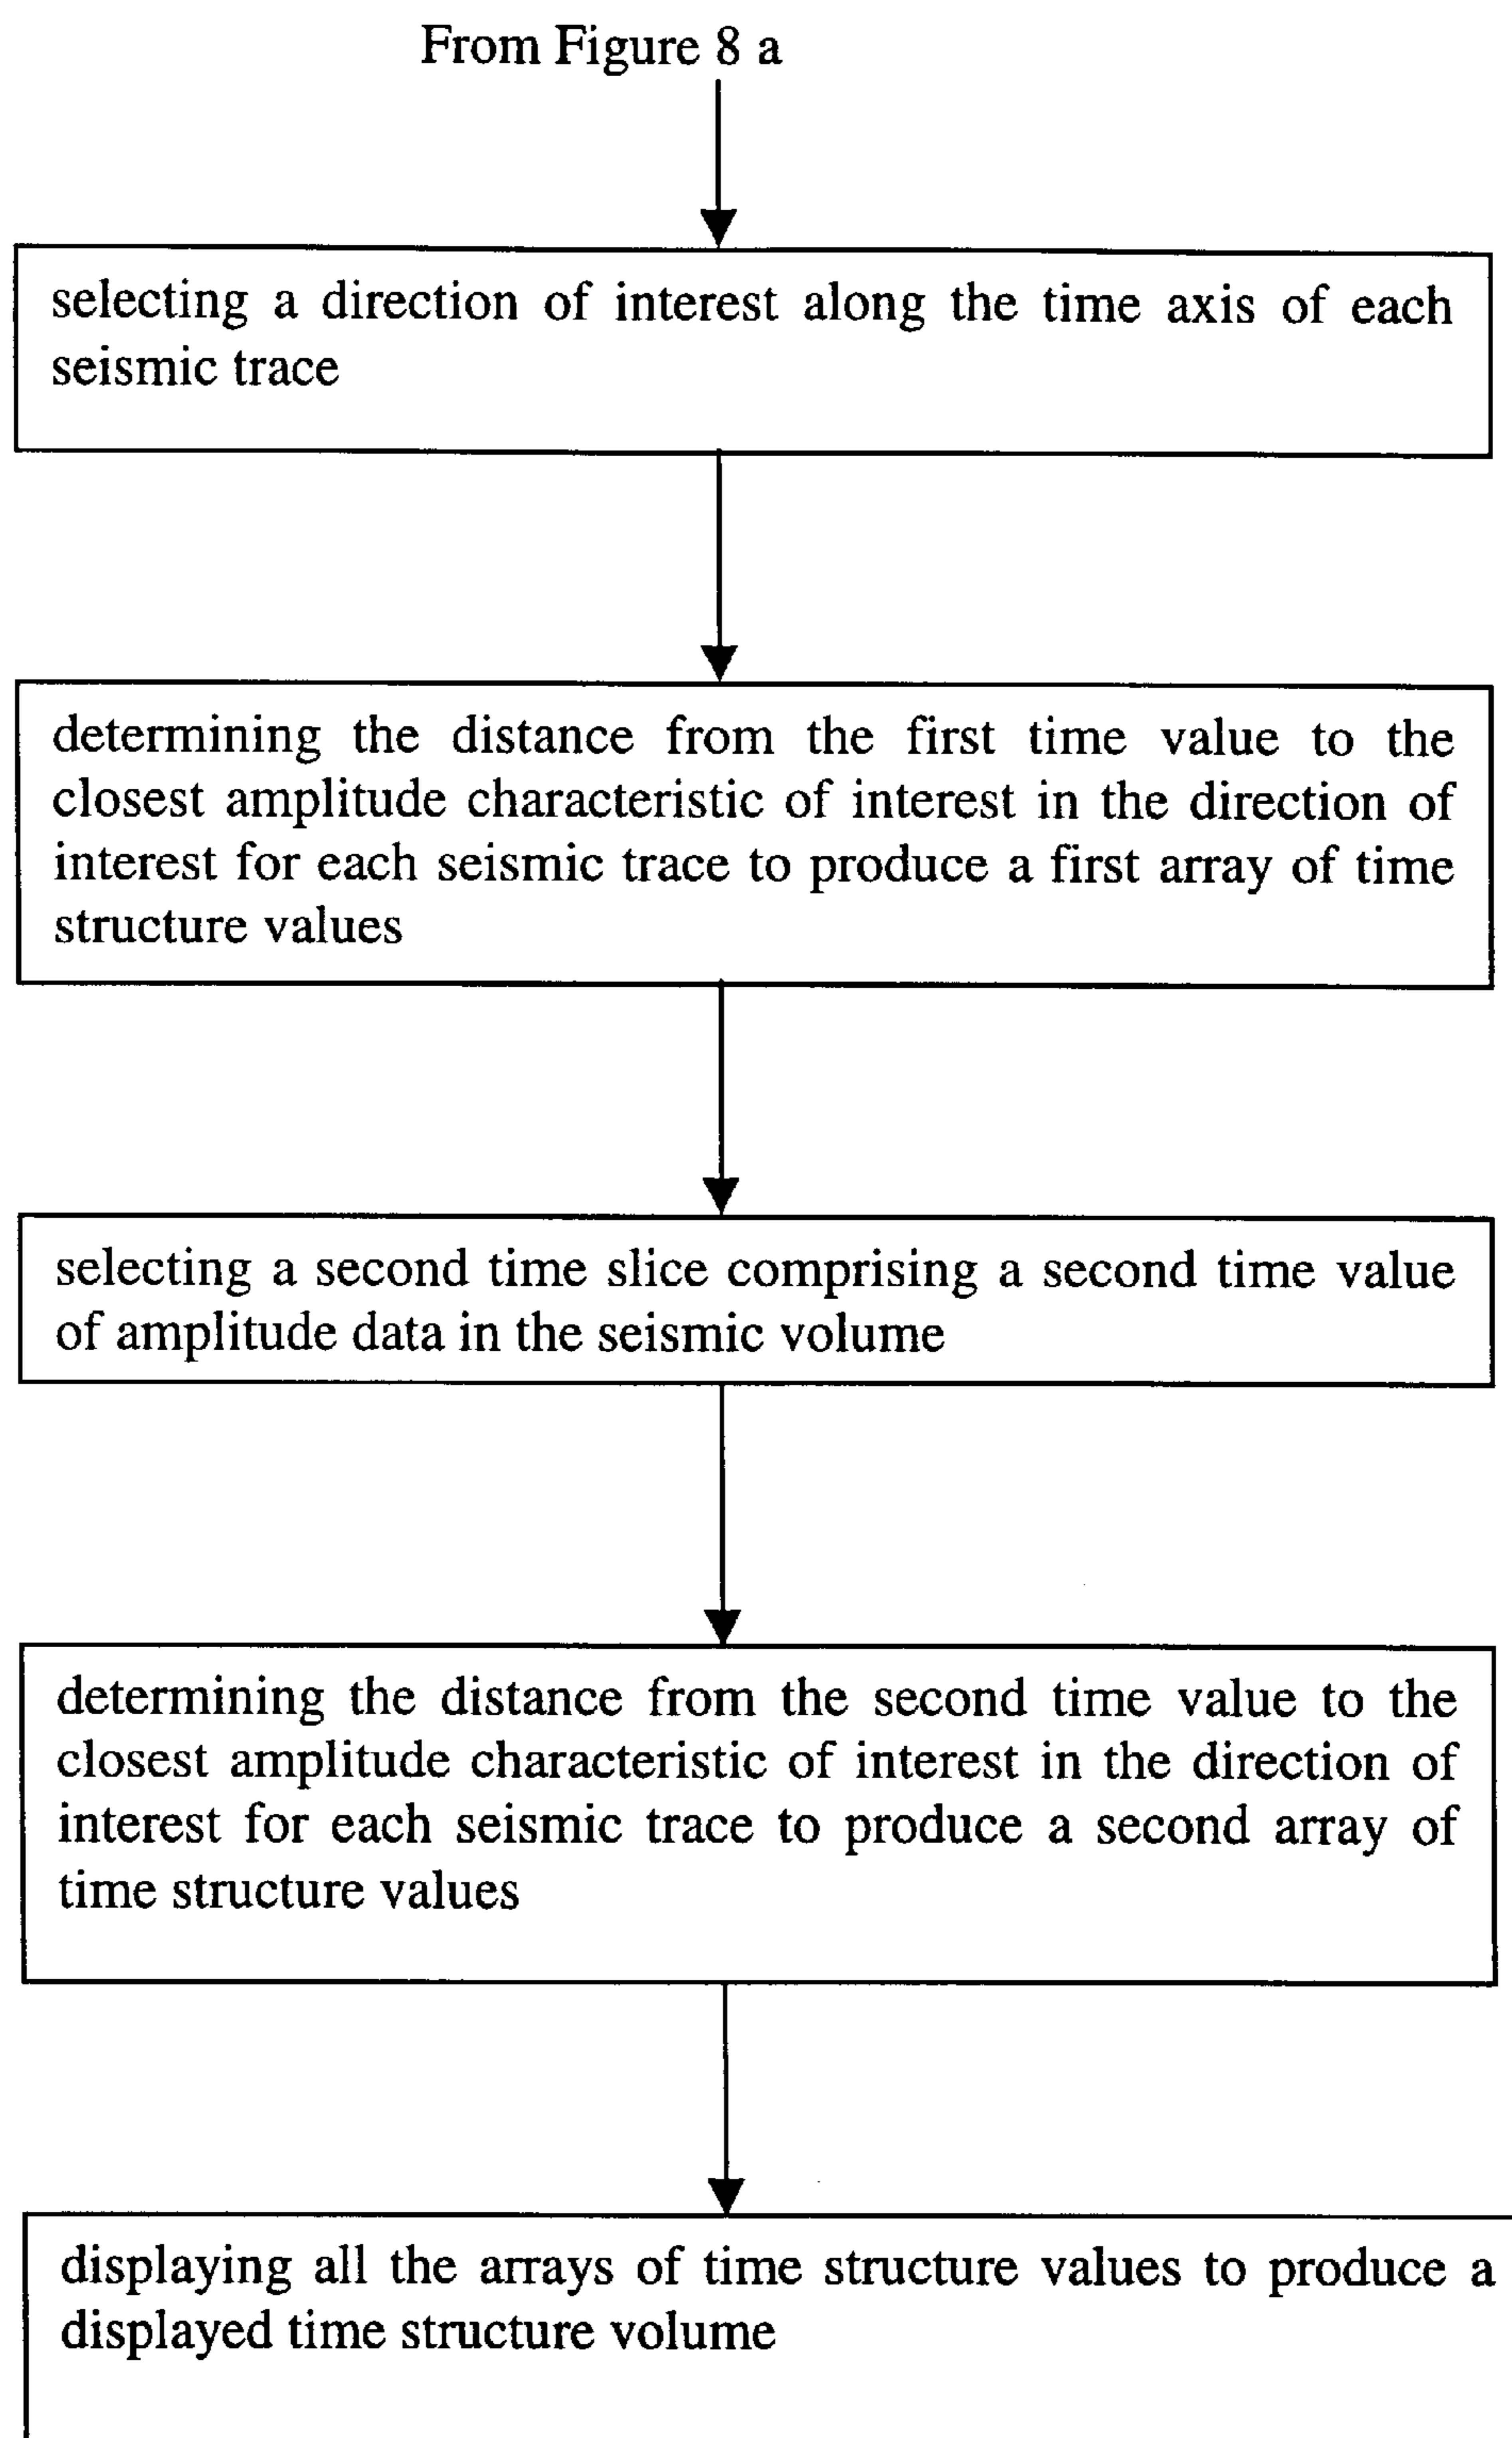 From Figure 8 a
selecting a direction of interest along the time axis of each
seismic trace
determining the distance from the first time value to the
closest amplitude characteristic of interest in the direction of
interest for each seismic trace to produce a first array of time
structure values
selecting a second time slice comprising a second time value
of amplitude data in the seismic volume
determining the distance from the second time value to the
closest amplitude characteristic of interest in the direction of
interest for each seismic trace to produce a second array of
time structure values
displaying all the arrays of time structure values to produce a
displayed time structure volume